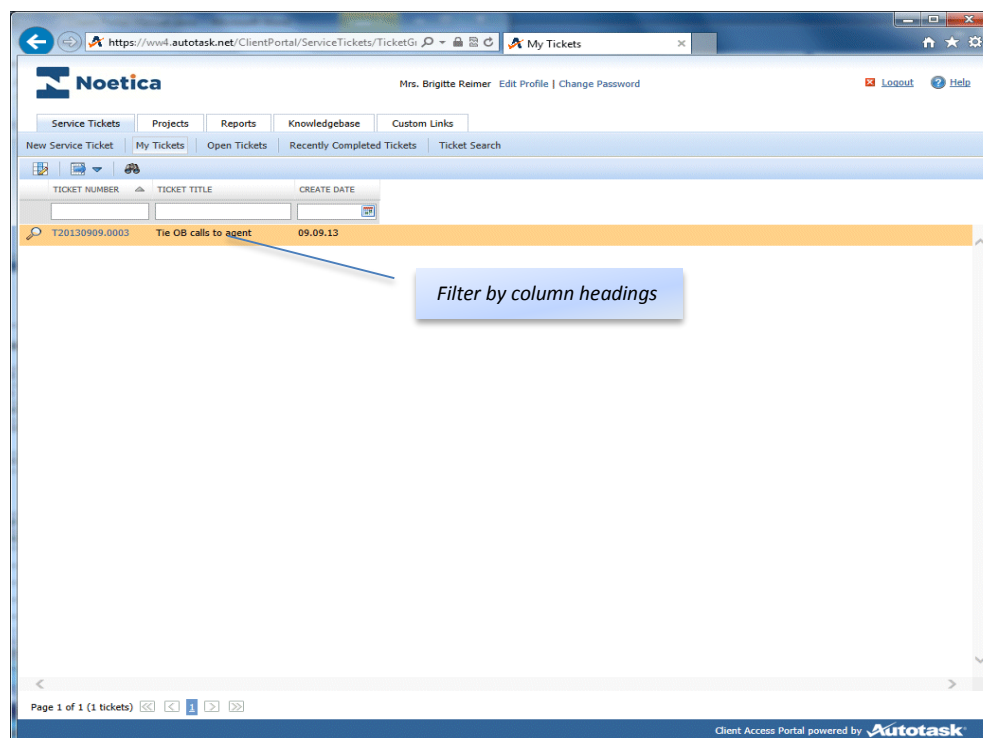 https://ww4.autotask.net/ClientPortal/ServiceTickets/TicketGr
My Tickets
Noetica
Mrs. Brigitte Reimer Edit Profile | Change Password
Logout
Help
Service Tickets Projects Reports Knowledgebase Custom Links
New Service Ticket My Tickets Open Tickets Recently Completed Tickets Ticket Search
TICKET NUMBER TICKET TITLE CREATE DATE
T20130909.0003 Tie OB calls to agent 09.09.13
Filter by column headings
Page 1 of 1 (1 tickets) 1
Client Access Portal powered by Autotask